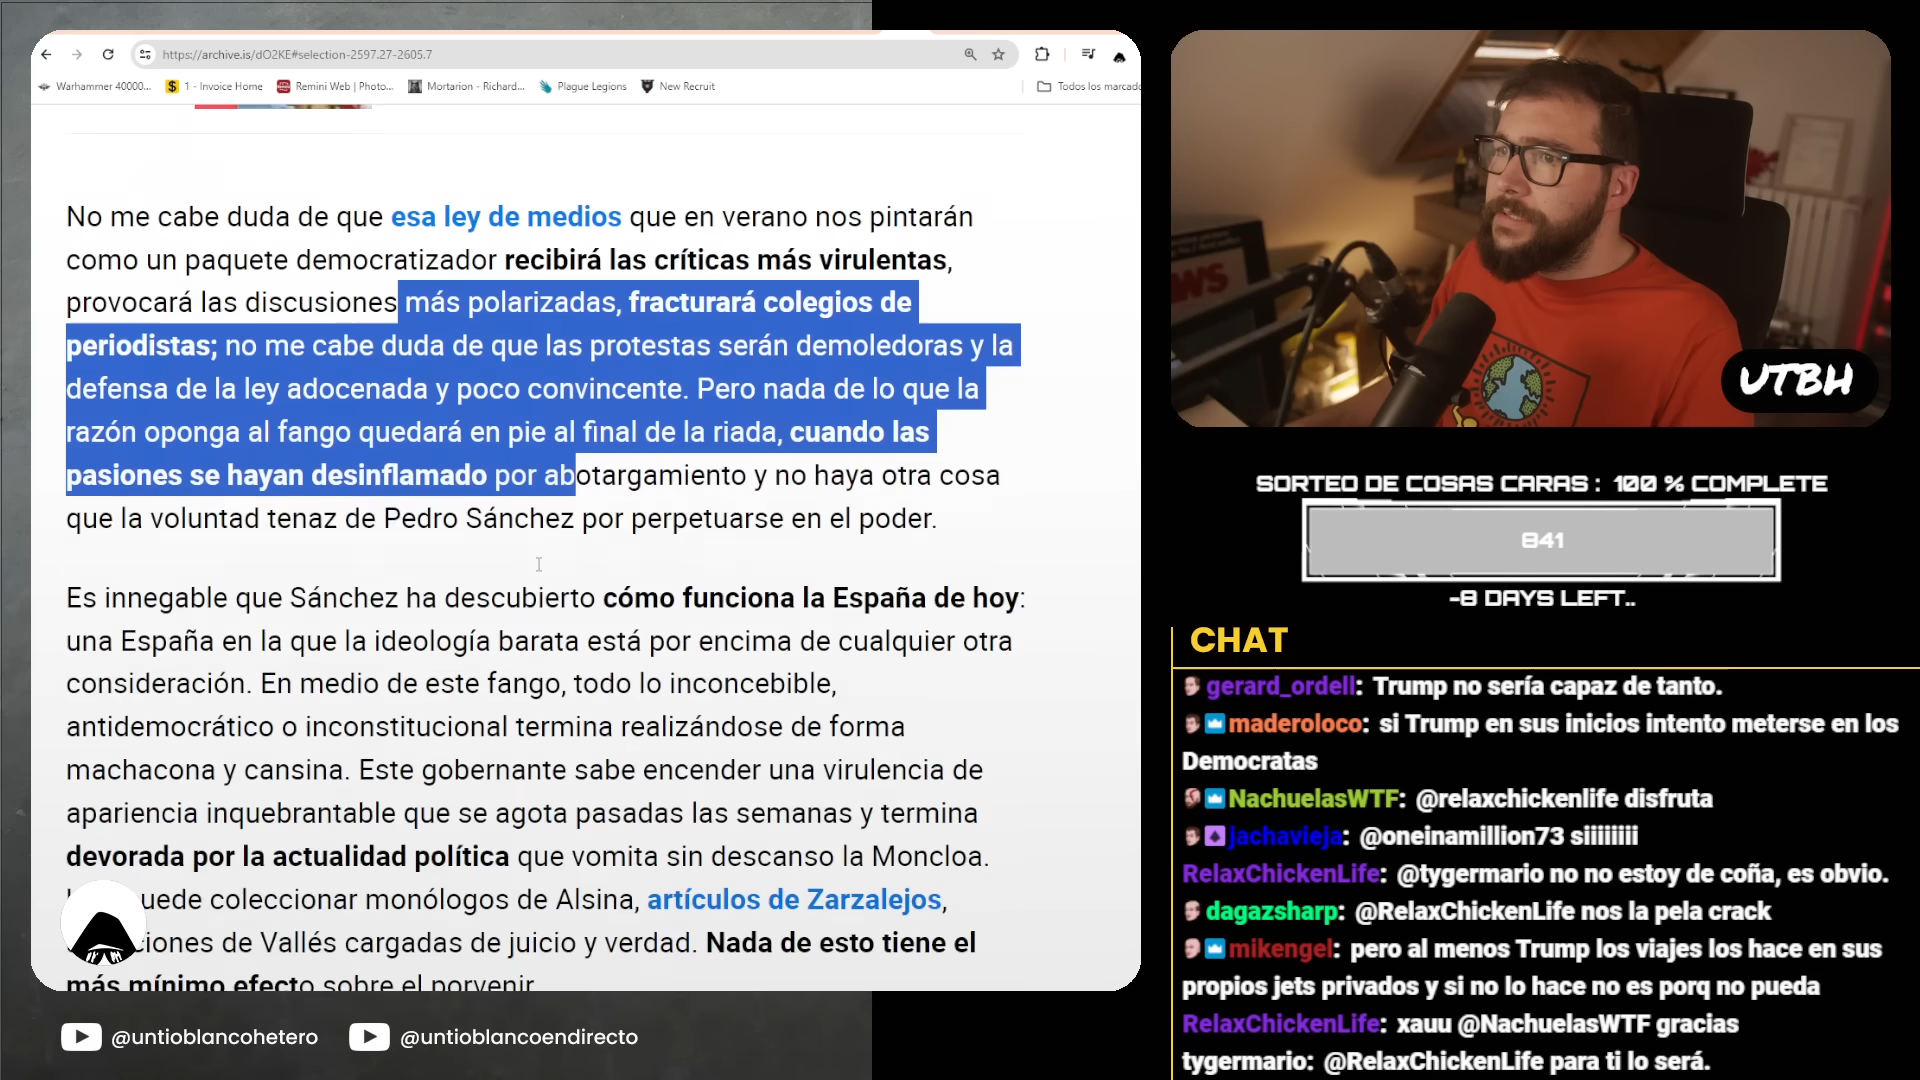 https://archive.is/dO2KE#selection-2597.27-2605.7
Warhammer 40000... 1 - Invoice Home Remini Web | Photo... Mortarion - Richard... Plague Legions New Recruit Todos los marcado
No me cabe duda de que esa ley de medios que en verano nos pintarán
como un paquete democratizador recibirá las críticas más virulentas,
provocará las discusiones más polarizadas, fracturará colegios de
periodistas; no me cabe duda de que las protestas serán demoledoras y la
defensa de la ley adocenada y poco convincente. Pero nada de lo que la
razón oponga al fango quedará en pie al final de la riada, cuando las
pasiones se hayan desinflamado por abotargamiento y no haya otra cosa
que la voluntad tenaz de Pedro Sánchez por perpetuarse en el poder.
Es innegable que Sánchez ha descubierto cómo funciona la España de hoy:
una España en la que la ideología barata está por encima de cualquier otra
consideración. En medio de este fango, todo lo inconcebible,
antidemocrático o inconstitucional termina realizándose de forma
machacona y cansina. Este gobernante sabe encender una virulencia de
apariencia inquebrantable que se agota pasadas las semanas y termina
devorada por la actualidad política que vomita sin descanso la Moncloa.
uede coleccionar monólogos de Alsina, artículos de Zarzalejos,
ciones de Vallés cargadas de juicio y verdad. Nada de esto tiene el
más mínimo efecto sobre el porvenir
@untioblancohetero @untioblancoendirecto
UTBH
SORTEO DE COSAS CARAS : 100 % COMPLETE
841
-8 DAYS LEFT..
CHAT
gerard_ordell: Trump no sería capaz de tanto.
maderoloco: si Trump en sus inicios intento meterse en los
Democratas
NachuelasWTF: @relaxchickenlife disfruta
jachavieja: @oneinamillion73 siiiiiiii
RelaxChickenLife: @tygermario no no estoy de coña, es obvio.
dagazsharp: @RelaxChickenLife nos la pela crack
mikengel: pero al menos Trump los viajes los hace en sus
propios jets privados y si no lo hace no es porq no pueda
RelaxChickenLife: xauu @NachuelasWTF gracias
tygermario: @RelaxChickenLife para ti lo será.